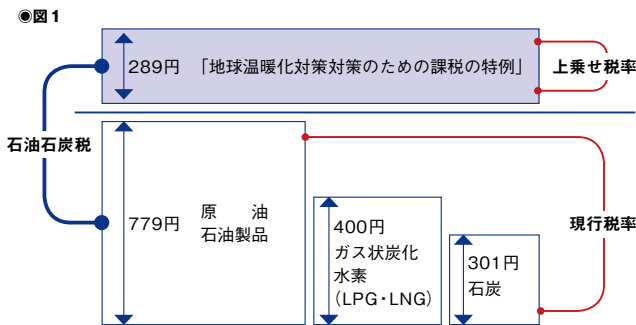 ◉図1
289円 「地球温暖化対策対策のための課税の特例」
上乗せ税率
石油石炭税
779円
原　油
石油製品
400円
ガス状炭化
水素
（LPG・LNG）
301円
石炭
現行税率